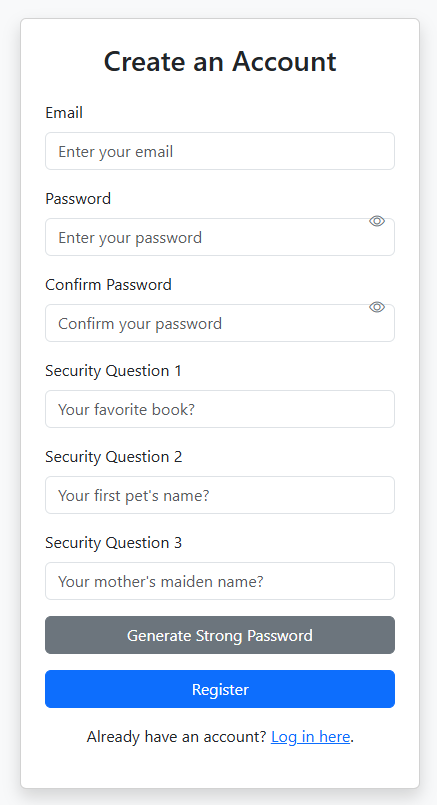 Create an Account
Email
Enter your email
Password
Enter your password
Confirm Password
Confirm your password
Security Question 1
Your favorite book?
Security Question 2
Your first pet's name?
Security Question 3
Your mother's maiden name?
Generate Strong Password
Register
Already have an account? Log in here.